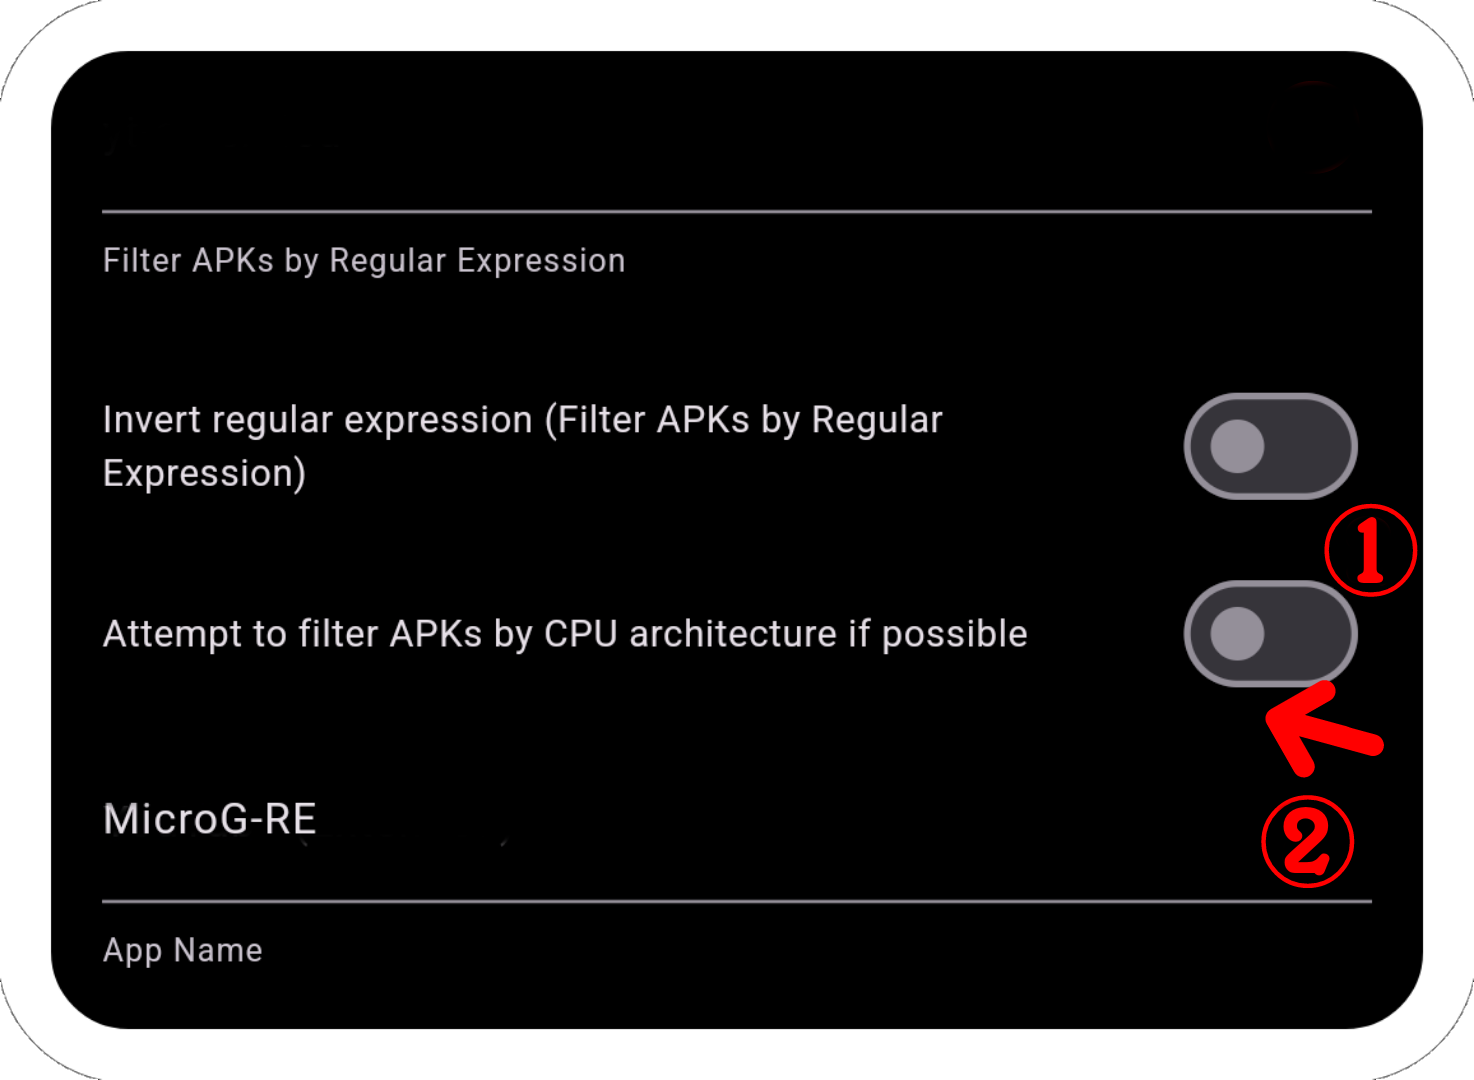 Filter APKs by Regular Expression
Invert regular expression (Filter APKs by Regular
Expression)
①
Attempt to filter APKs by CPU architecture if possible
MicroG-RE
②
App Name